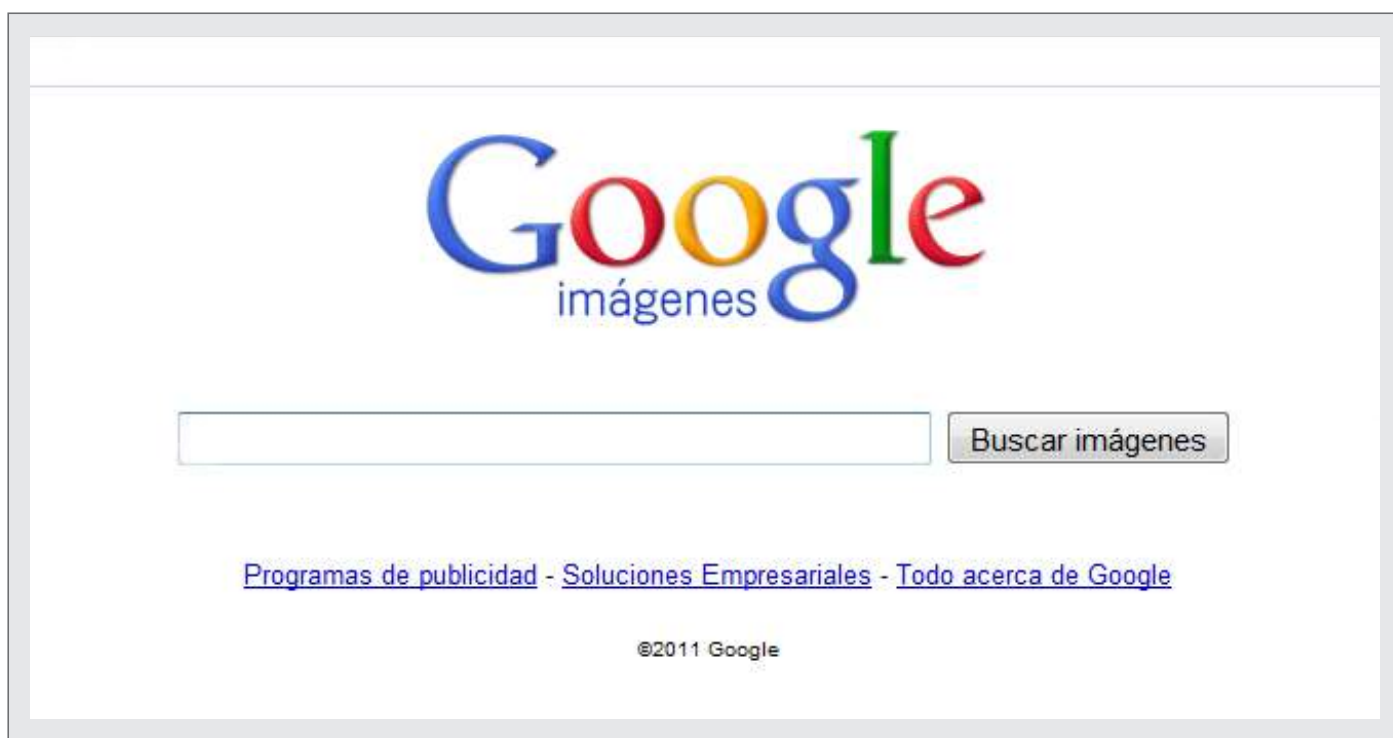 Google
imágenes
Buscar imágenes
Programas de publicidad - Soluciones Empresariales - Todo acerca de Google
©2011 Google